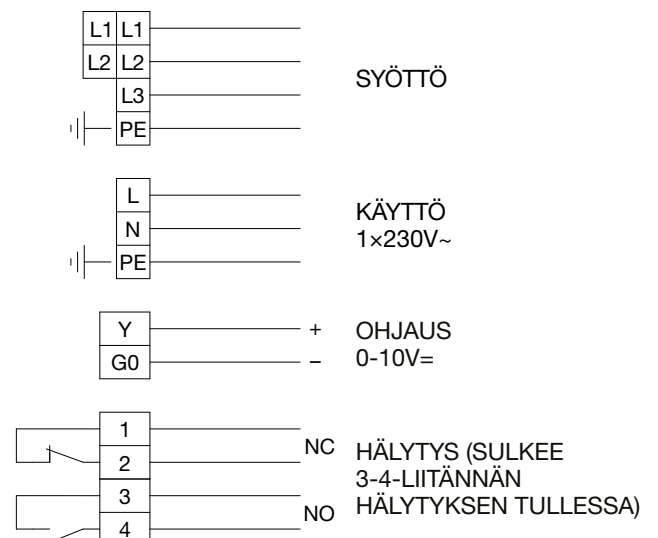 L1 L1
L2 L2
L3
PE
SYÖTTÖ
L
N
PE
KÄYTTÖ
1×230V~
Y
G0
+
–
OHJAUS
0-10V=
1
2
3
4
NC
NO
HÄLYTYS (SULKEE
3-4-LIITÄNNÄN
HÄLYTYKSEN TULLESSA)